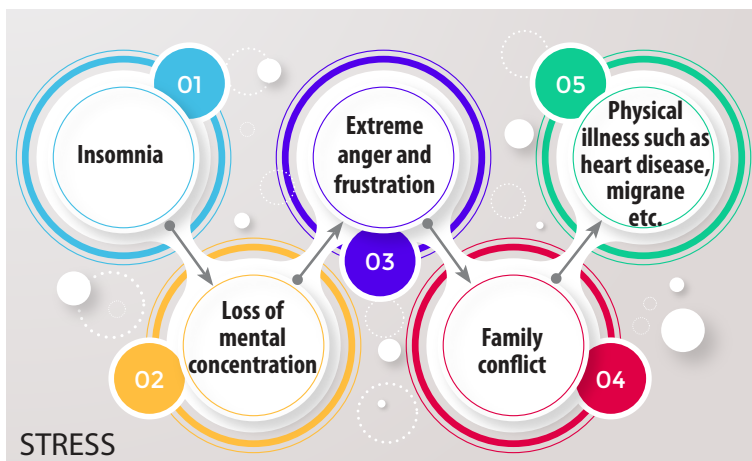 01
Insomnia
02
Loss of
mental
concentration
03
Extreme
anger and
frustration
04
Family
conflict
05
Physical
illness such as
heart disease,
migrane
etc.
STRESS